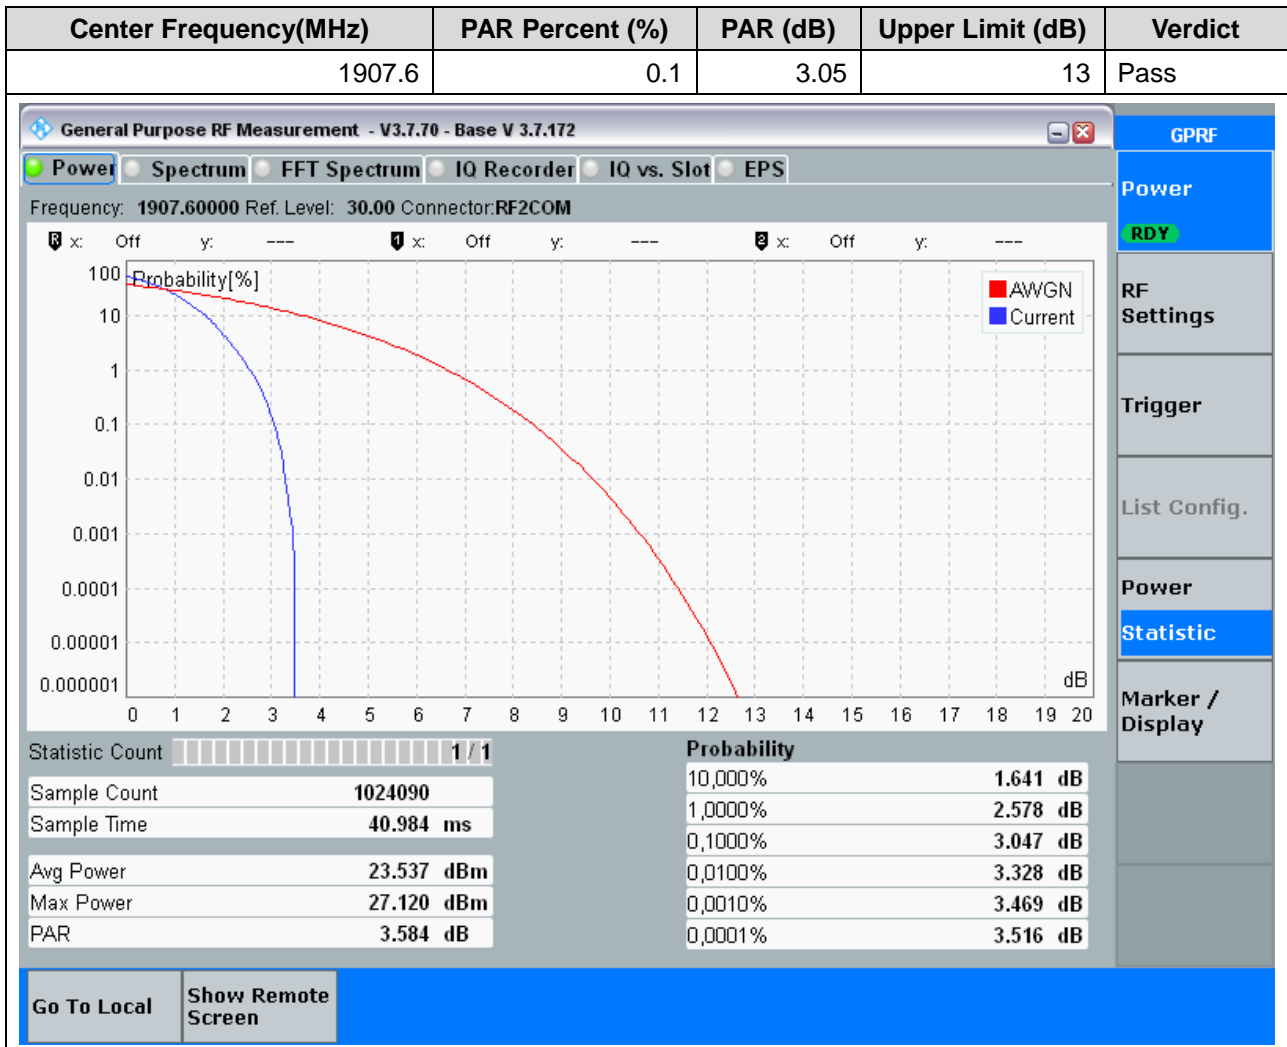 Center Frequency(MHz) PAR Percent (%) PAR (dB) Upper Limit (dB) Verdict
1907.6 0.1 3.05 13 Pass
General Purpose RF Measurement - V3.7.70 - Base V 3.7.172
GPRF
Power Spectrum FFT Spectrum IQ Recorder IQ vs. Slot EPS
Frequency: 1907.60000 Ref. Level: 30.00 Connector:RF2COM
R x: Off y: --- 1 x: Off y: --- 2 x: Off y: ---
Probability[%]
AWGN
Current
100
10
1
0.1
0.01
0.001
0.0001
0.00001
0.000001
dB
0 1 2 3 4 5 6 7 8 9 10 11 12 13 14 15 16 17 18 19 20
Statistic Count 1 / 1
Sample Count 1024090
Sample Time 40.984 ms
Avg Power 23.537 dBm
Max Power 27.120 dBm
PAR 3.584 dB
Probability
10,000% 1.641 dB
1,0000% 2.578 dB
0,1000% 3.047 dB
0,0100% 3.328 dB
0,0010% 3.469 dB
0,0001% 3.516 dB
Power
RDY
RF
Settings
Trigger
List Config.
Power
Statistic
Marker /
Display
Go To Local
Show Remote
Screen